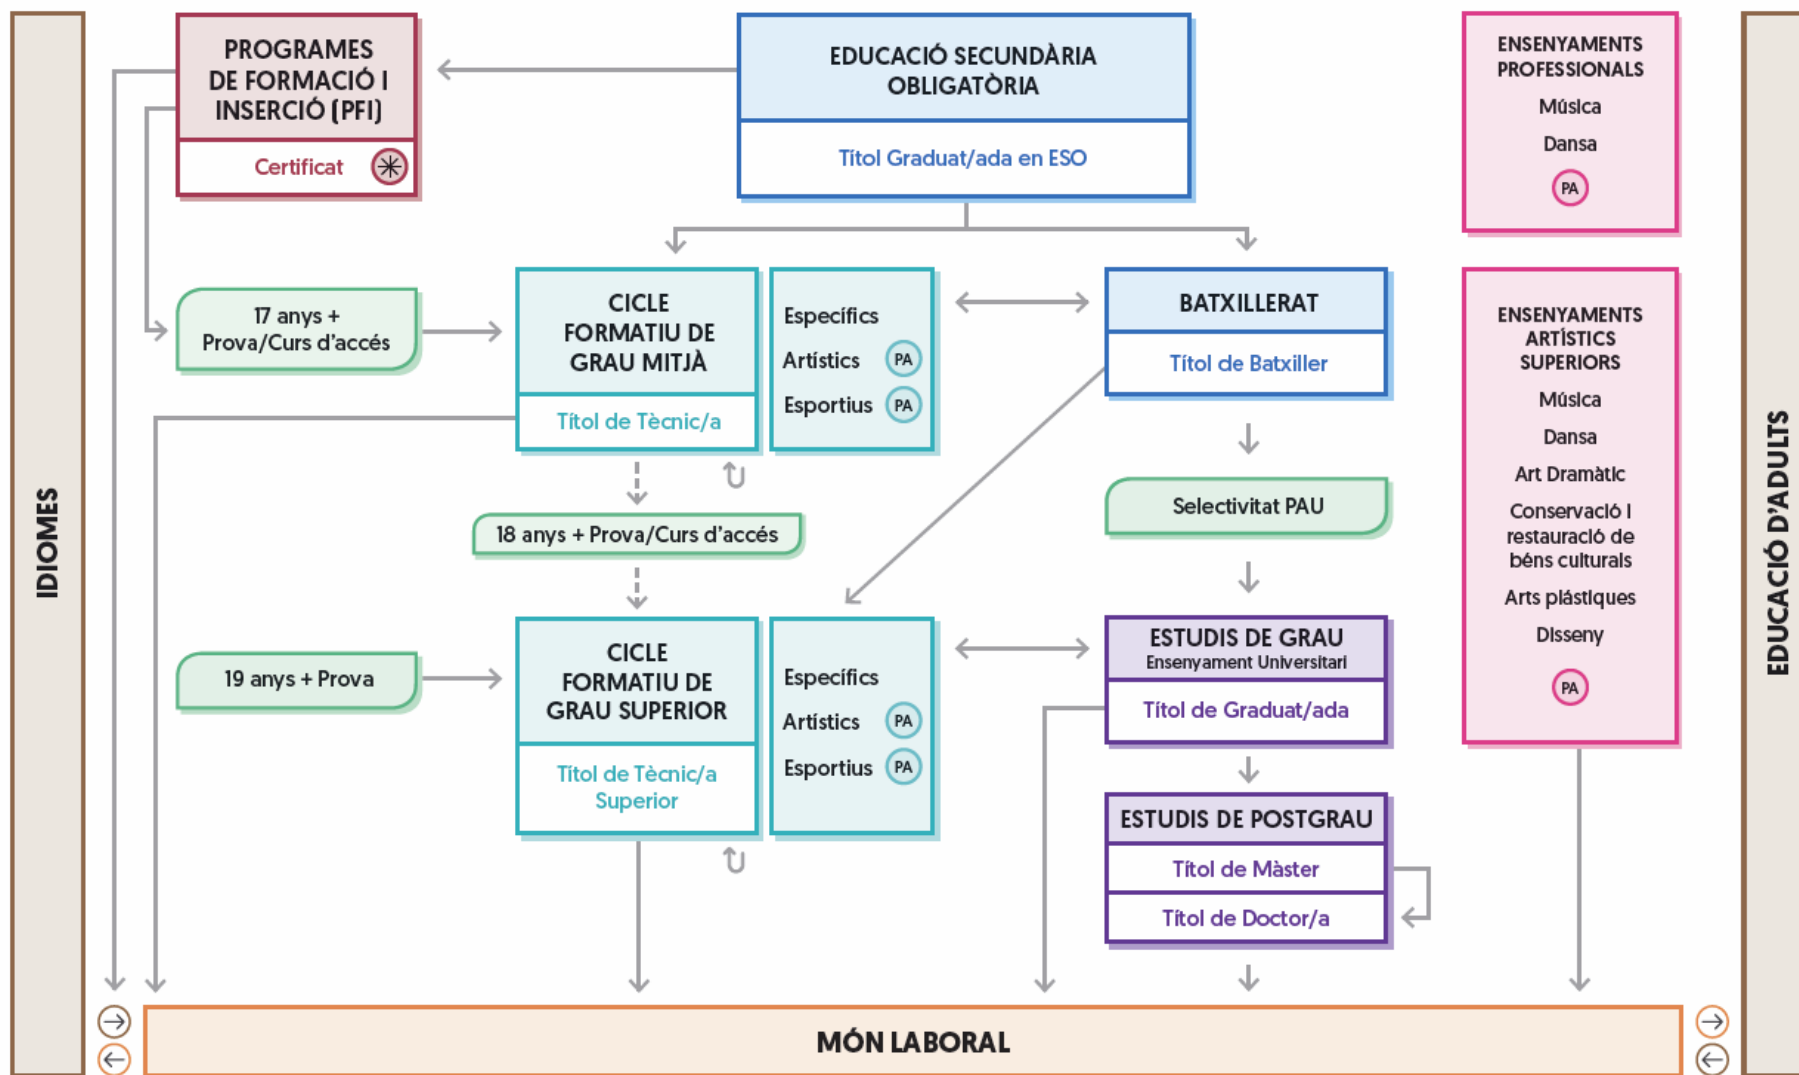 IDIOMES
PROGRAMES
DE FORMACIÓ I
INSERCIÓ (PFI)
Certificat
EDUCACIÓ SECUNDÀRIA
OBLIGATÒRIA
Títol Graduat/ada en ESO
ENSENYAMENTS
PROFESSIONALS
Música
Dansa
PA
17 anys +
Prova/Curs d'accés
CICLE
FORMATIU DE
GRAU MITJÀ
Títol de Tècnic/a
Específics
Artístics PA
Esportius PA
BATXILLERAT
Títol de Batxiller
Selectivitat PAU
18 anys + Prova/Curs d'accés
19 anys + Prova
CICLE
FORMATIU DE
GRAU SUPERIOR
Títol de Tècnic/a
Superior
Específics
Artístics PA
Esportius PA
ESTUDIS DE GRAU
Ensenyament Universitari
Títol de Graduat/ada
ESTUDIS DE POSTGRAU
Títol de Màster
Títol de Doctor/a
ENSENYAMENTS
ARTÍSTICS
SUPERIORS
Música
Dansa
Art Dramàtic
Conservació i
restauració de
béns culturals
Arts plástiques
Disseny
PA
EDUCACIÓ D'ADULTS
MÓN LABORAL